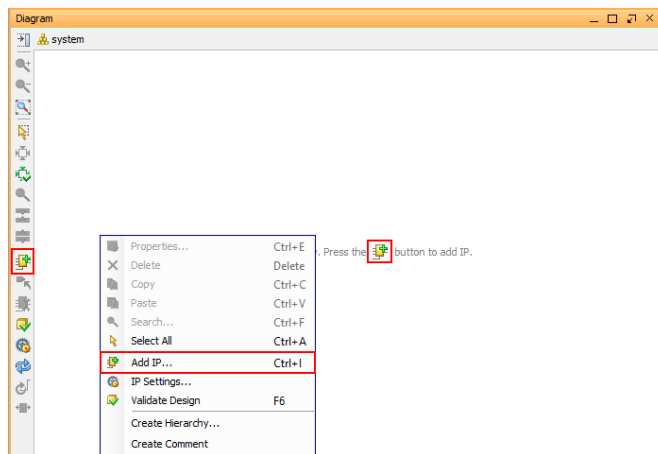 Diagram
system
Properties... Ctrl+E
. Press the button to add IP.
Delete Delete
Copy Ctrl+C
Paste Ctrl+V
Search... Ctrl+F
Select All Ctrl+A
Add IP... Ctrl+I
IP Settings...
Validate Design F6
Create Hierarchy...
Create Comment